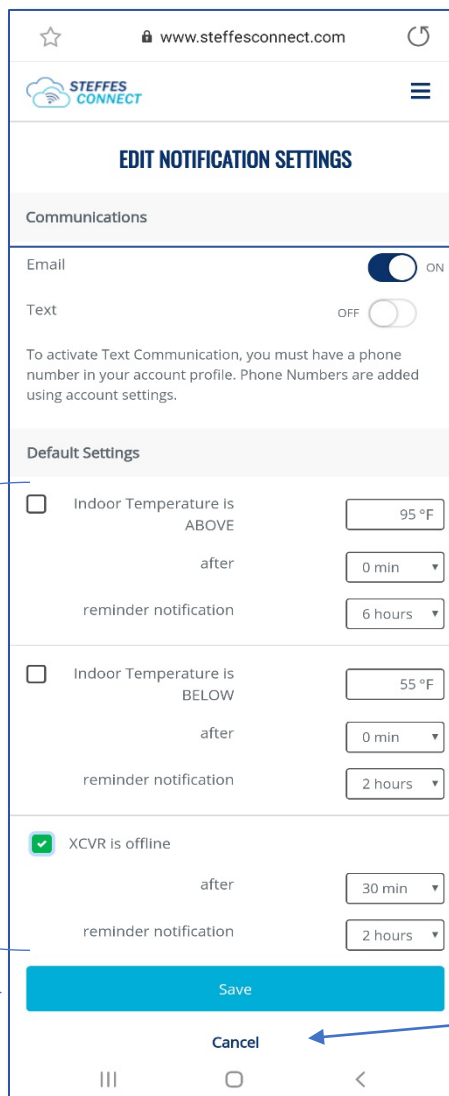 www.steffesconnect.com
STEFFES
CONNECT
EDIT NOTIFICATION SETTINGS
Communications
Email ON
Text OFF
To activate Text Communication, you must have a phone
number in your account profile. Phone Numbers are added
using account settings.
Default Settings
Indoor Temperature is
ABOVE 95 °F
after 0 min
reminder notification 6 hours
Indoor Temperature is
BELOW 55 °F
after 0 min
reminder notification 2 hours
XCVR is offline
after 30 min
reminder notification 2 hours
Save
Cancel